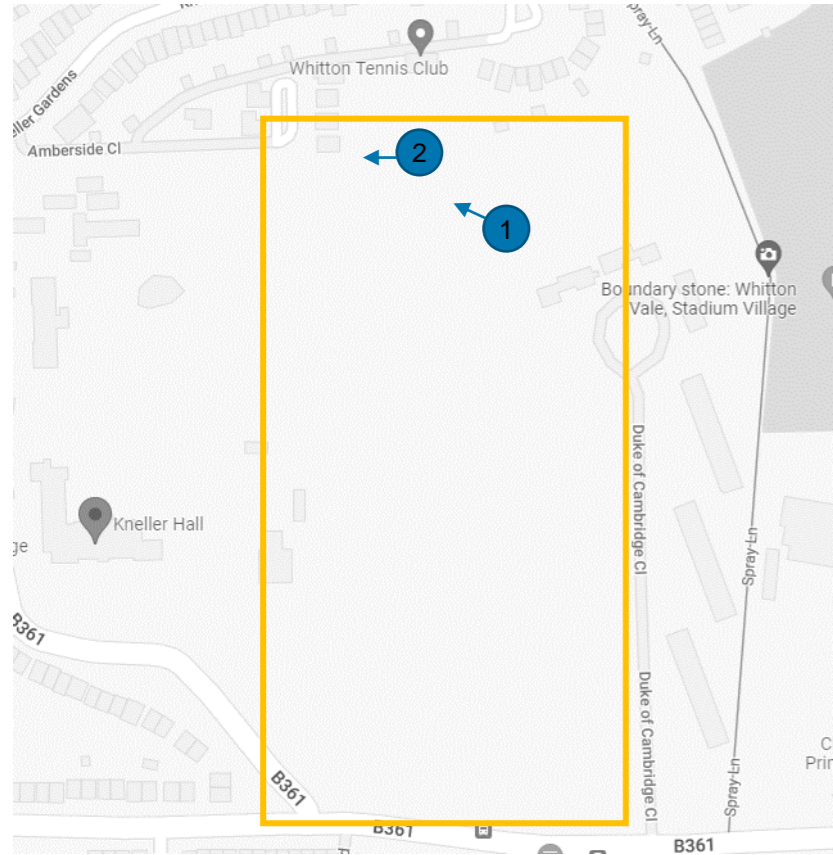 Spray-Ln
Whitton Tennis Club
Amberside Cl
2
1
Boundary stone: Whitton
Vale, Stadium Village
Duke of Cambridge Cl
Kneller Hall
Spray-Ln
B361
Duke of Cambridge Cl
B361
Spray-Ln
B361
B361